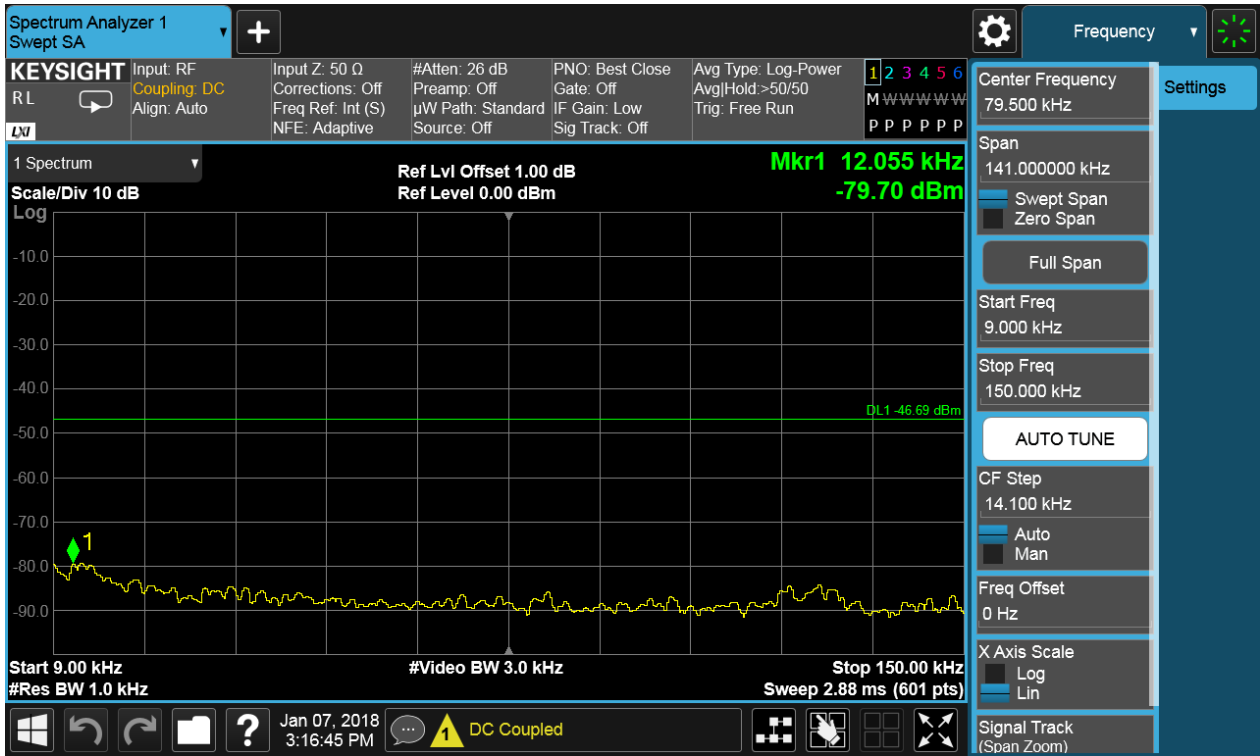 Spectrum Analyzer 1
Swept SA
+
Frequency
KEYSIGHT
RL
LXI
Input: RF
Coupling: DC
Align: Auto
Input Z: 50 Ω
Corrections: Off
Freq Ref: Int (S)
NFE: Adaptive
#Atten: 26 dB
Preamp: Off
µW Path: Standard
Source: Off
PNO: Best Close
Gate: Off
IF Gain: Low
Sig Track: Off
Avg Type: Log-Power
Avg|Hold:>50/50
Trig: Free Run
1 2 3 4 5 6
M W W W W W
P P P P P P
1 Spectrum
Scale/Div 10 dB
Ref Lvl Offset 1.00 dB
Ref Level 0.00 dBm
Mkr1 12.055 kHz
-79.70 dBm
Log
-10.0
-20.0
-30.0
-40.0
DL1 -46.69 dBm
-50.0
-60.0
-70.0
1
-80.0
-90.0
Start 9.00 kHz
#Video BW 3.0 kHz
Stop 150.00 kHz
#Res BW 1.0 kHz
Sweep 2.88 ms (601 pts)
Center Frequency
79.500 kHz
Settings
Span
141.000000 kHz
Swept Span
Zero Span
Full Span
Start Freq
9.000 kHz
Stop Freq
150.000 kHz
AUTO TUNE
CF Step
14.100 kHz
Auto
Man
Freq Offset
0 Hz
X Axis Scale
Log
Lin
Signal Track
(Span Zoom)
?
Jan 07, 2018
3:16:45 PM
1
DC Coupled